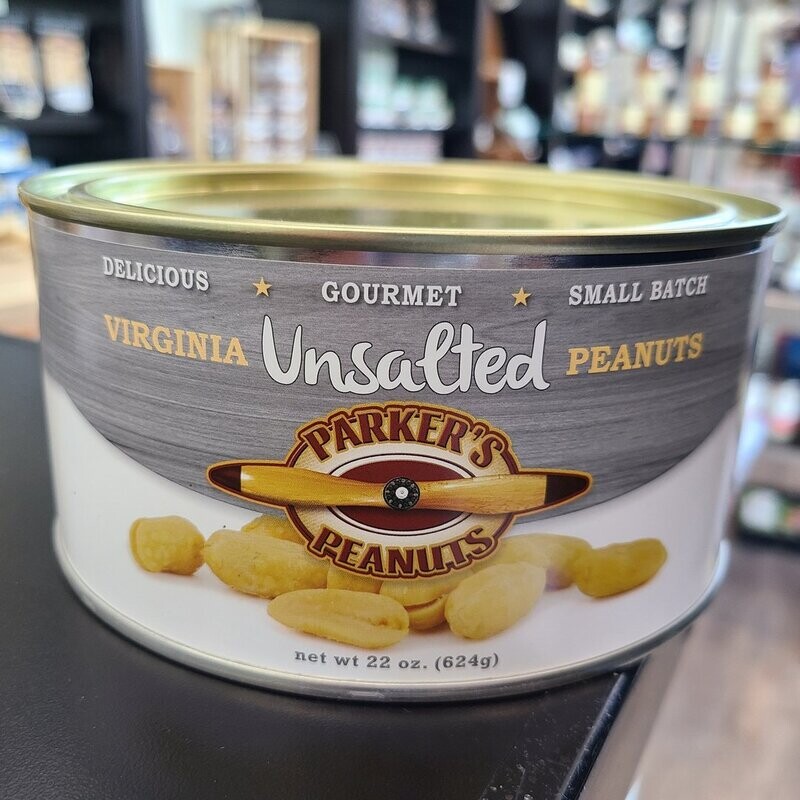 DELICIOUS ★ GOURMET ★ SMALL BATCH
VIRGINIA Unsalted PEANUTS
PARKER'S
PEANUTS
net wt 22 oz. (624g)